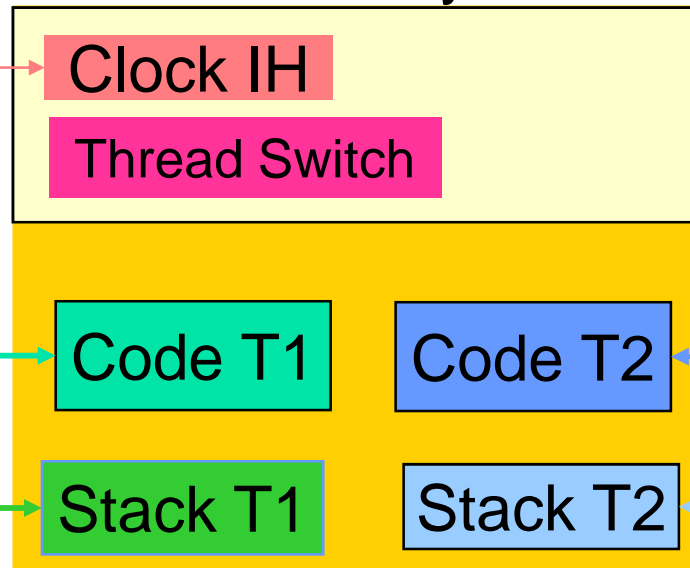 Clock IH
Thread Switch
Code T1
Code T2
Stack T1
Stack T2